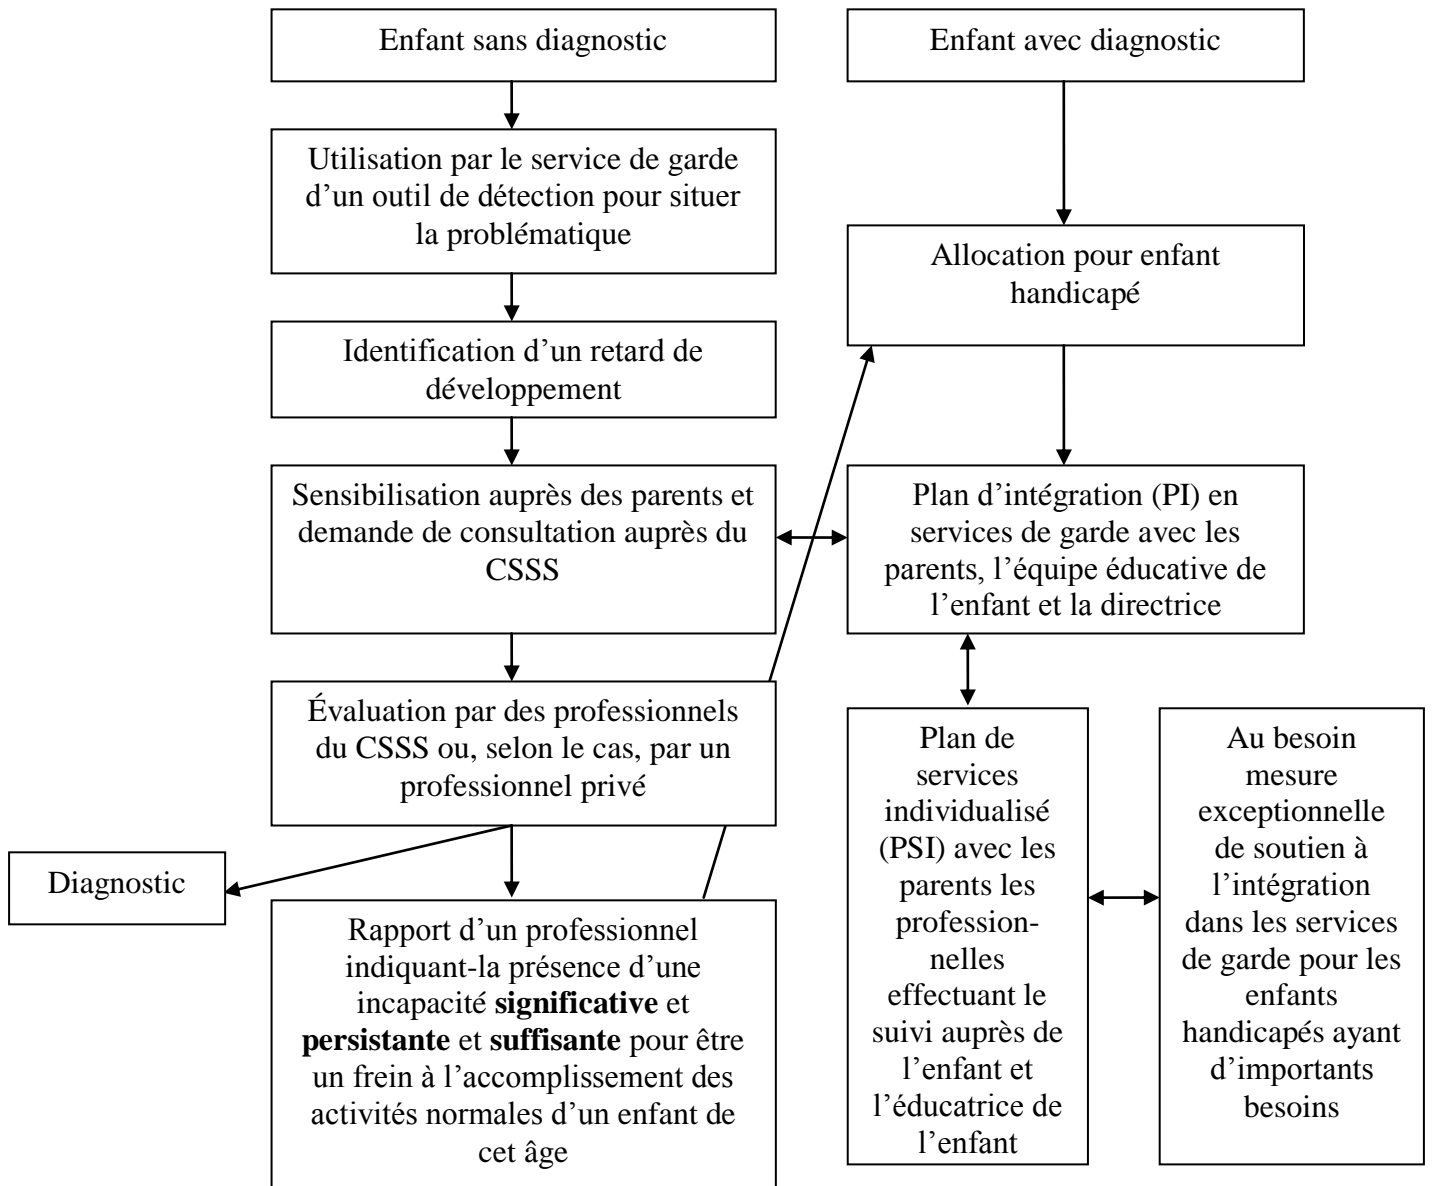 Enfant sans diagnostic
Enfant avec diagnostic
Utilisation par le service de garde
d’un outil de détection pour situer
la problématique
Allocation pour enfant
handicapé
Identification d’un retard de
développement
Sensibilisation auprès des parents et
demande de consultation auprès du
CSSS
Plan d’intégration (PI) en
services de garde avec les
parents, l’équipe éducative de
l’enfant et la directrice
Évaluation par des professionnels
du CSSS ou, selon le cas, par un
professionnel privé
Diagnostic
Rapport d’un professionnel
indiquant-la présence d’une
incapacité significative et
persistante et suffisante pour être
un frein à l’accomplissement des
activités normales d’un enfant de
cet âge
Plan de
services
individualisé
(PSI) avec les
parents les
profession-
nelles
effectuant le
suivi auprès de
l’enfant et
l’éducatrice de
l’enfant
Au besoin
mesure
exceptionnelle
de soutien à
l’intégration
dans les services
de garde pour les
enfants
handicapés ayant
d’importants
besoins